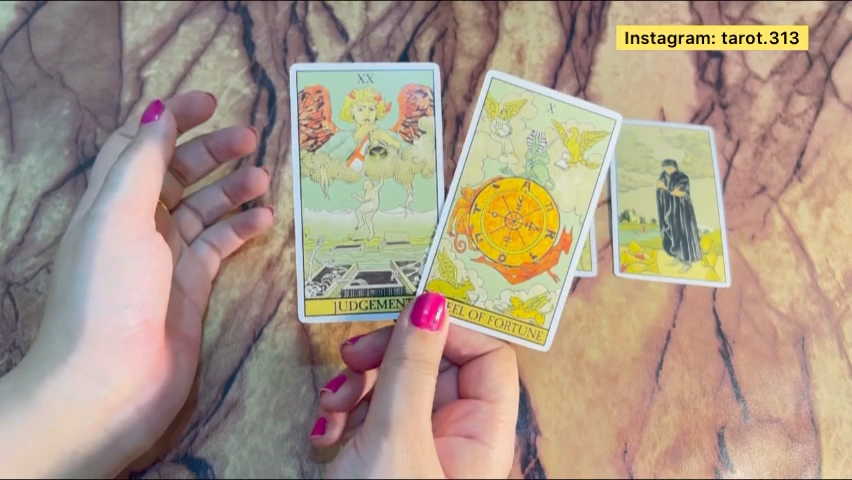 Instagram: tarot.313
XX
X
JUDGEMENT
EEL OF FORTUNE